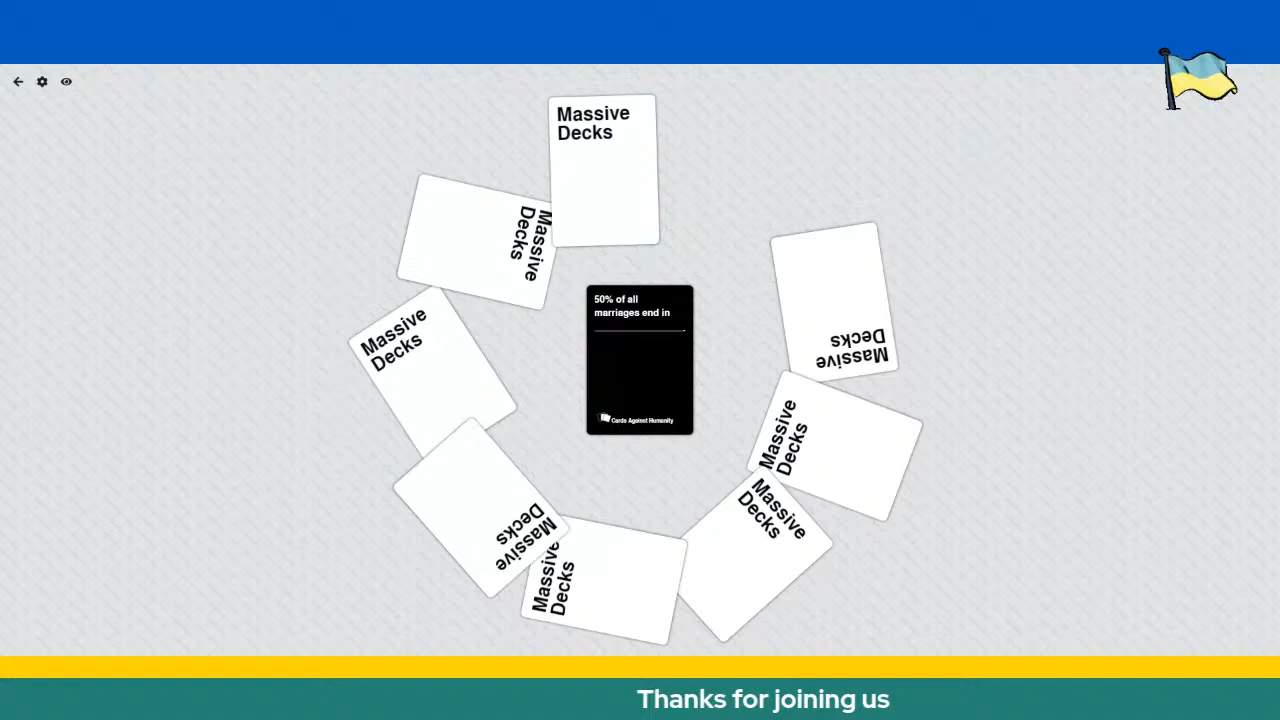 Massive
Decks
Massive
Decks
Massive
Decks
50% of all
marriages end in
Cards Against Humanity
Massive
Decks
Massive
Decks
Massive
Decks
Massive
Decks
Massive
Decks
Thanks for joining us